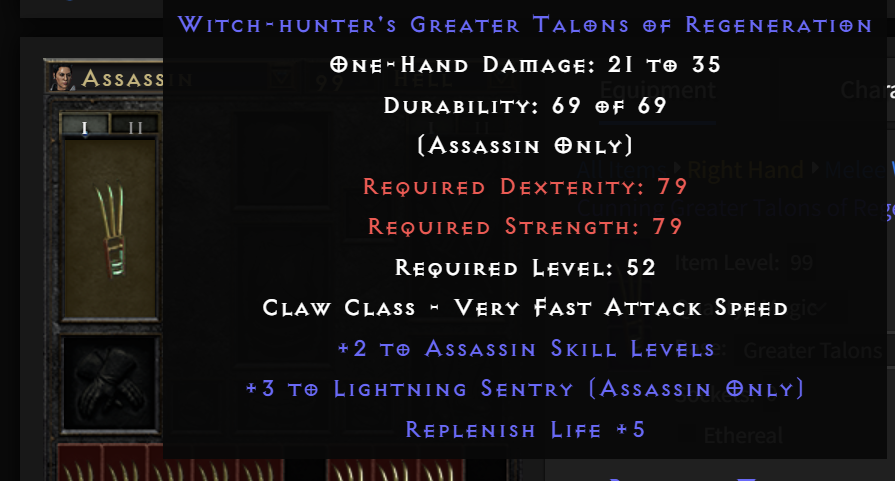 Witch-hunter's Greater Talons of Regeneration
One-Hand Damage: 21 to 35
Assassin
99
Hell
Equipment
Durability: 69 of 69
I
II
(Assassin Only)
Right Hand
Required Dexterity: 79
Required Strength: 79
Required Level: 52
Item Level: 99
Claw Class - Very Fast Attack Speed
+2 to Assassin Skill Levels
Greater Talons
+3 to Lightning Sentry (Assassin Only)
Replenish Life +5
Ethereal